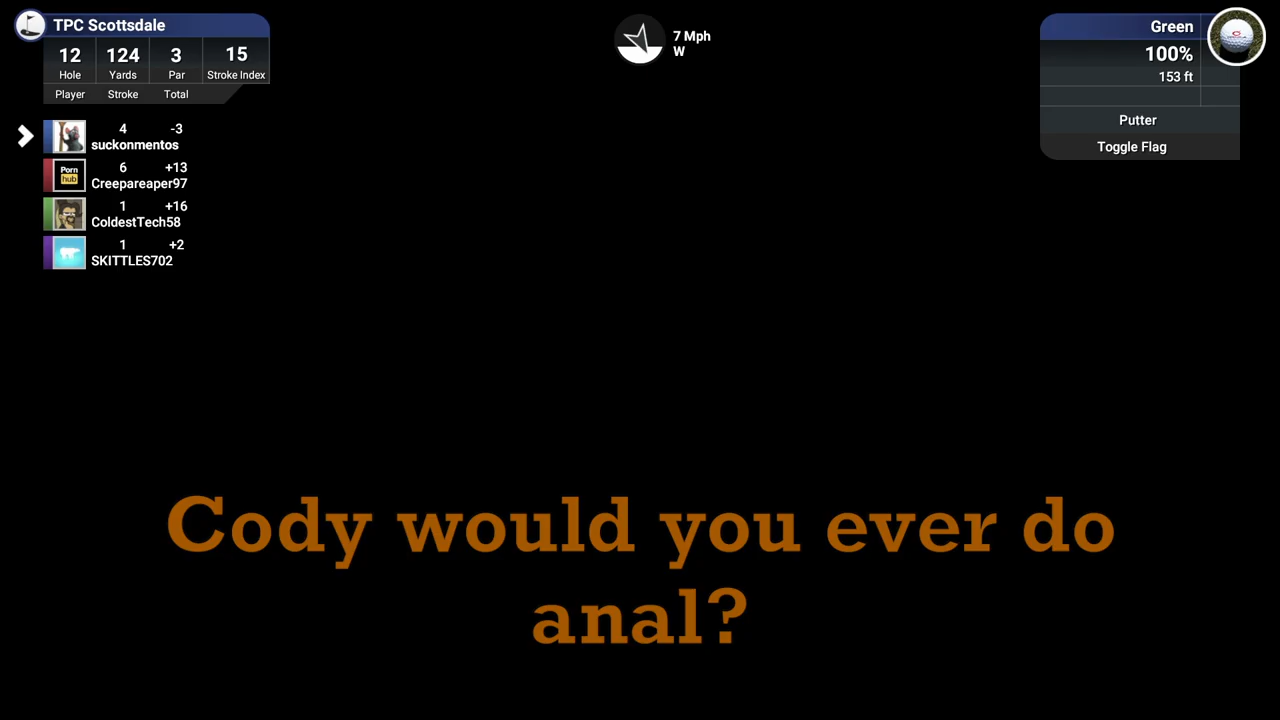 TPC Scottsdale
12 124 3 15
Hole Yards Par Stroke Index
Player Stroke Total
4 -3
suckonmentos
Porn
hub
6 +13
Creepareaper97
1 +16
ColdestTech58
1 +2
SKITTLES702
7 Mph
W
Green
100%
153 ft
Putter
Toggle Flag
Cody would you ever do
anal?